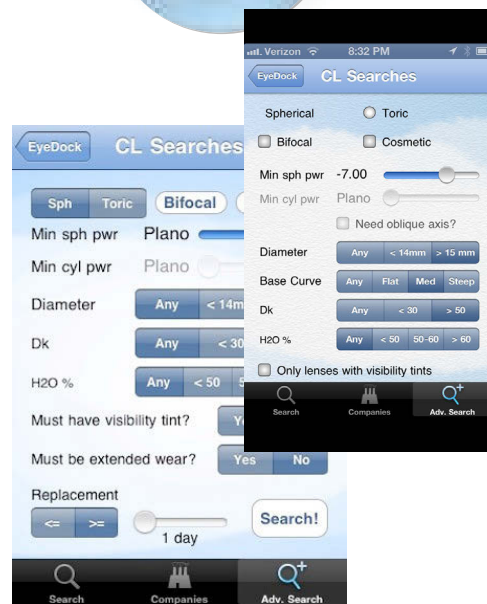 Verizon 8:32 PM
EyeDock CL Searches
Spherical Toric
Bifocal Cosmetic
Min sph pwr -7.00
Min cyl pwr Plano
Need oblique axis?
Diameter Any < 14mm > 15 mm
Base Curve Any Flat Med Steep
Dk Any < 30 > 50
H2O % Any < 50 50-60 > 60
Only lenses with visibility tints
Search Companies Adv. Search
EyeDock CL Searches
Sph Toric Bifocal
Min sph pwr Plano
Min cyl pwr Plano
Diameter Any < 14m
Dk Any < 30
H2O % Any < 50
Must have visibility tint?
Must be extended wear? Yes No
Replacement
<= >= Search!
1 day
Search Companies Adv. Search